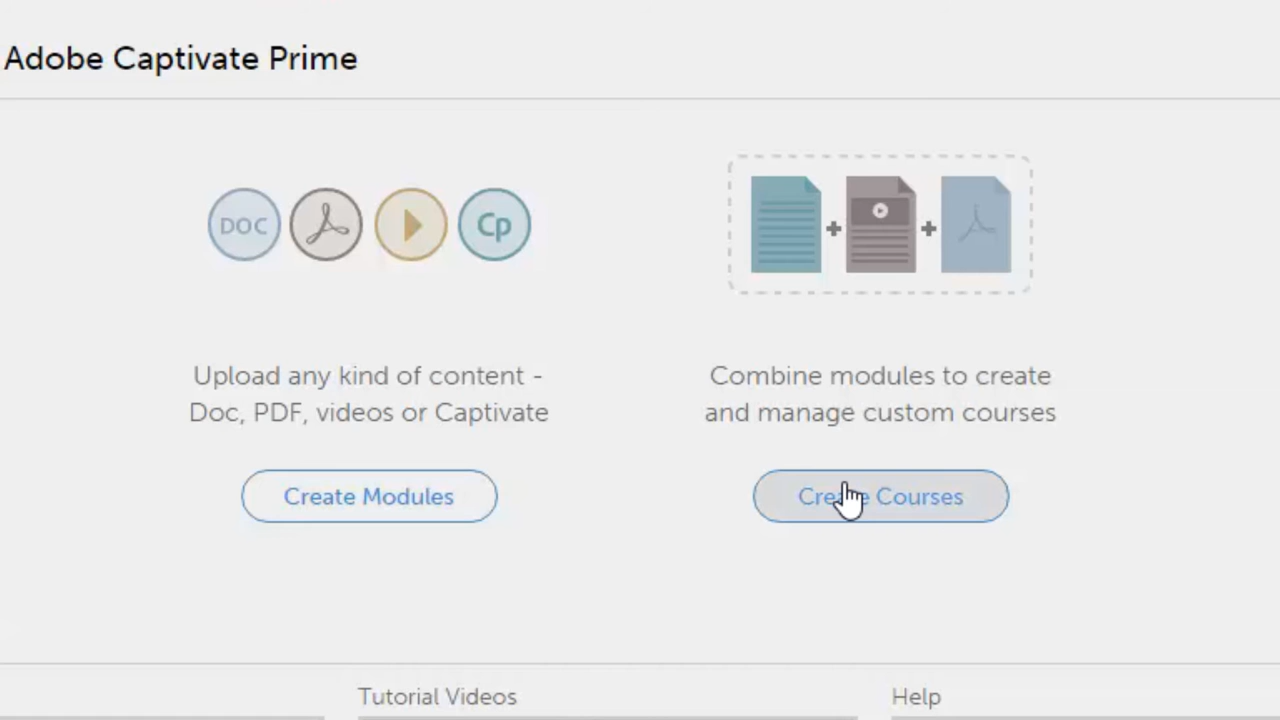 Adobe Captivate Prime
DOC
Cp
Upload any kind of content -
Doc, PDF, videos or Captivate
Combine modules to create
and manage custom courses
Create Modules
Create Courses
Tutorial Videos
Help